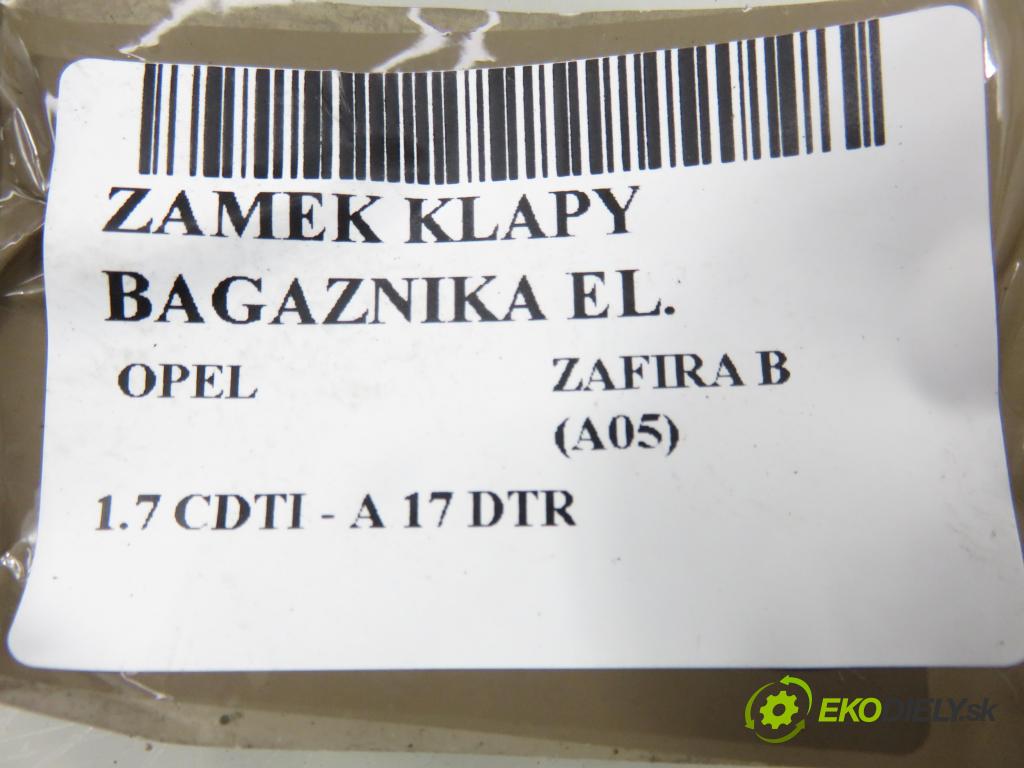 ZAMEK KLAPY
BAGAZNIKA EL.
OPEL ZAFIRA B
(A05)
1.7 CDTI - A 17 DTR
EKODIELY.sk